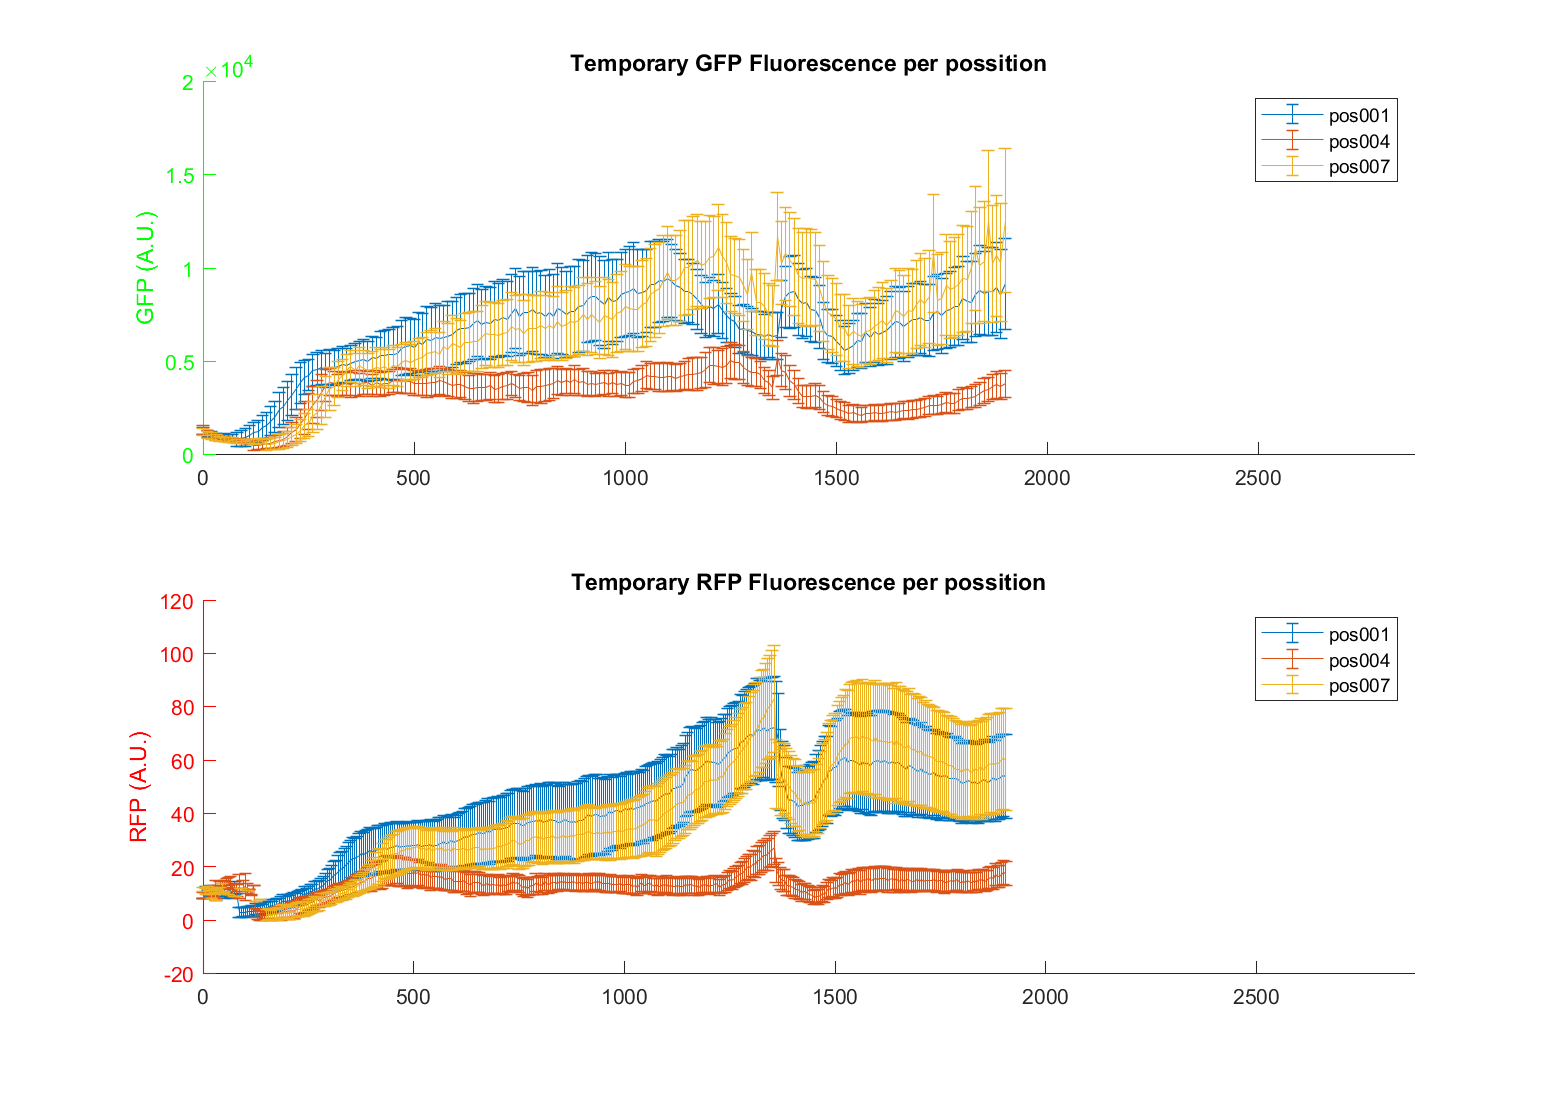 Temporary GFP Fluorescence per possition
×10^4
2
1.5
1
0.5
0
GFP (A.U.)
0 500 1000 1500 2000 2500
pos001
pos004
pos007
Temporary RFP Fluorescence per possition
120
100
80
60
40
20
0
-20
RFP (A.U.)
0 500 1000 1500 2000 2500
pos001
pos004
pos007